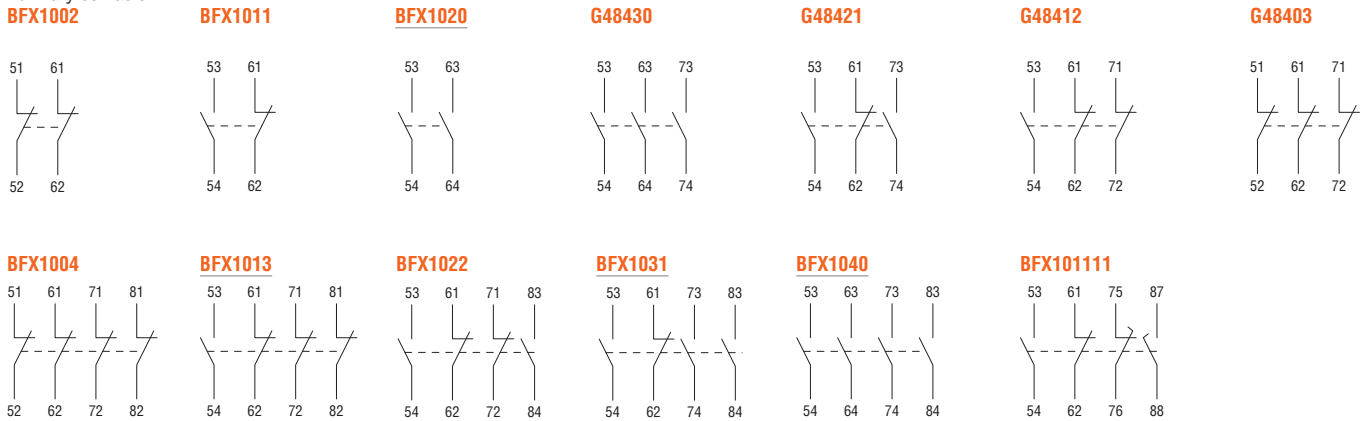 BFX1002 BFX1011 BFX1020 G48430 G48421 G48412 G48403
51 61 53 61 53 63 53 63 73 53 61 73 53 61 71 51 61 71
52 62 54 62 54 64 54 64 74 54 62 74 54 62 72 52 62 72
BFX1004 BFX1013 BFX1022 BFX1031 BFX1040 BFX101111
51 61 71 81 53 61 71 81 53 61 71 83 53 61 73 83 53 63 73 83 53 61 75 87
52 62 72 82 54 62 72 82 54 62 72 84 54 62 74 84 54 64 74 84 54 62 76 88